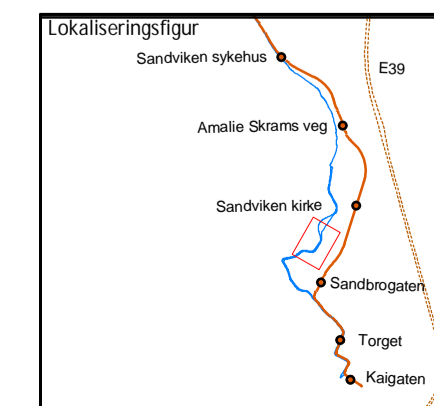 Lokaliseringsfigur
Sandviken sykehus
E39
Amalie Skrams veg
Sandviken kirke
Sandbrogaten
Torget
Kaigaten